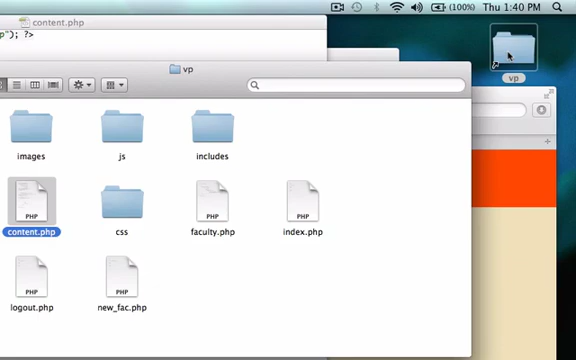 (100%) Thu 1:40 PM
content.php
"); ?>
vp
vp
images
js
includes
PHP
PHP
PHP
content.php
css
faculty.php
index.php
PHP
PHP
logout.php
new_fac.php